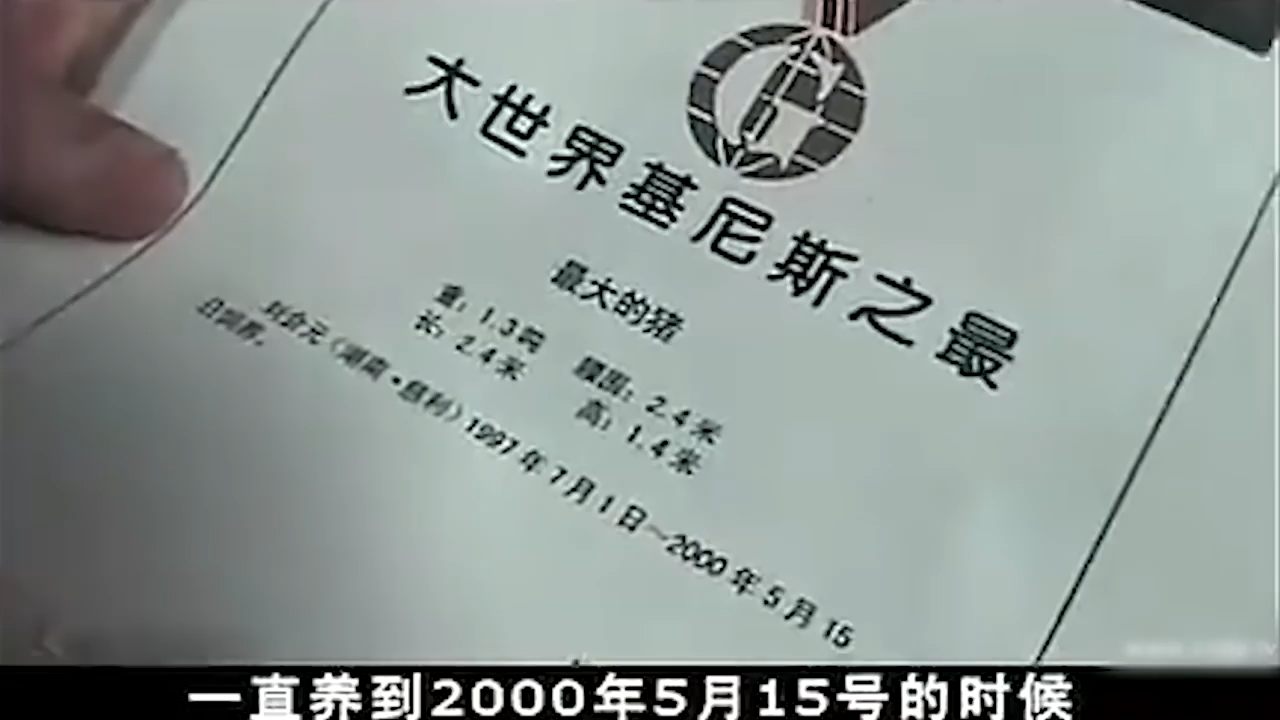 大世界基尼斯之最
最大的猪
重：1.3吨 腰围：2.4米
长：2.4米 高：1.4米
刘会元（湖南·慈利）1997年7月1日～2000年5月15
日饲养。
一直养到2000年5月15号的时候